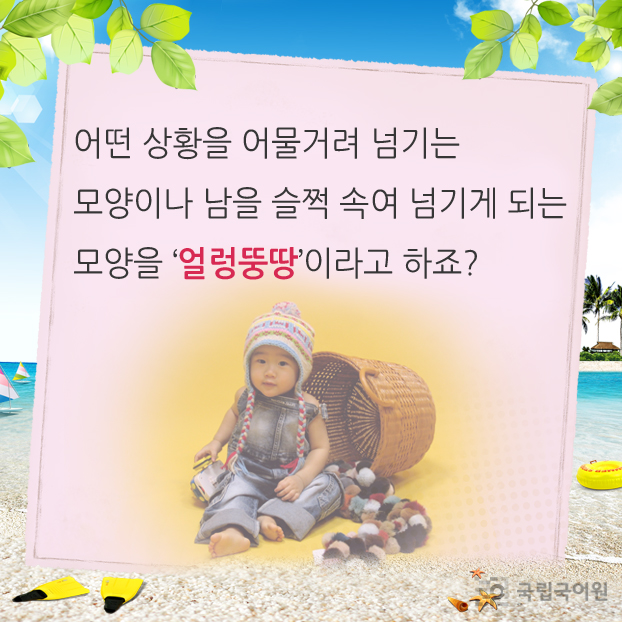 어떤 상황을 어물거려 넘기는
모양이나 남을 슬쩍 속여 넘기게 되는
모양을 ‘얼렁뚱땅’이라고 하죠?
국립국어원